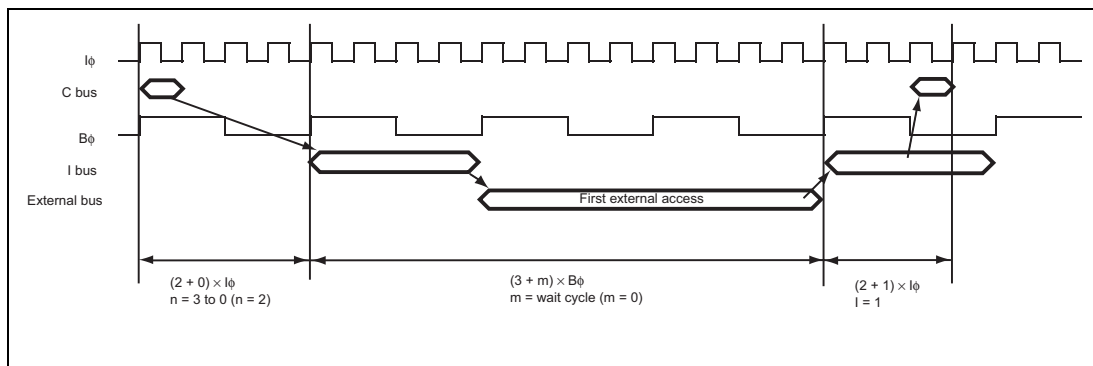 Iϕ
C bus
Bϕ
I bus
External bus
First external access
(2 + 0) × Iϕ
n = 3 to 0 (n = 2)
(3 + m) × Bϕ
m = wait cycle (m = 0)
(2 + 1) × Iϕ
I = 1